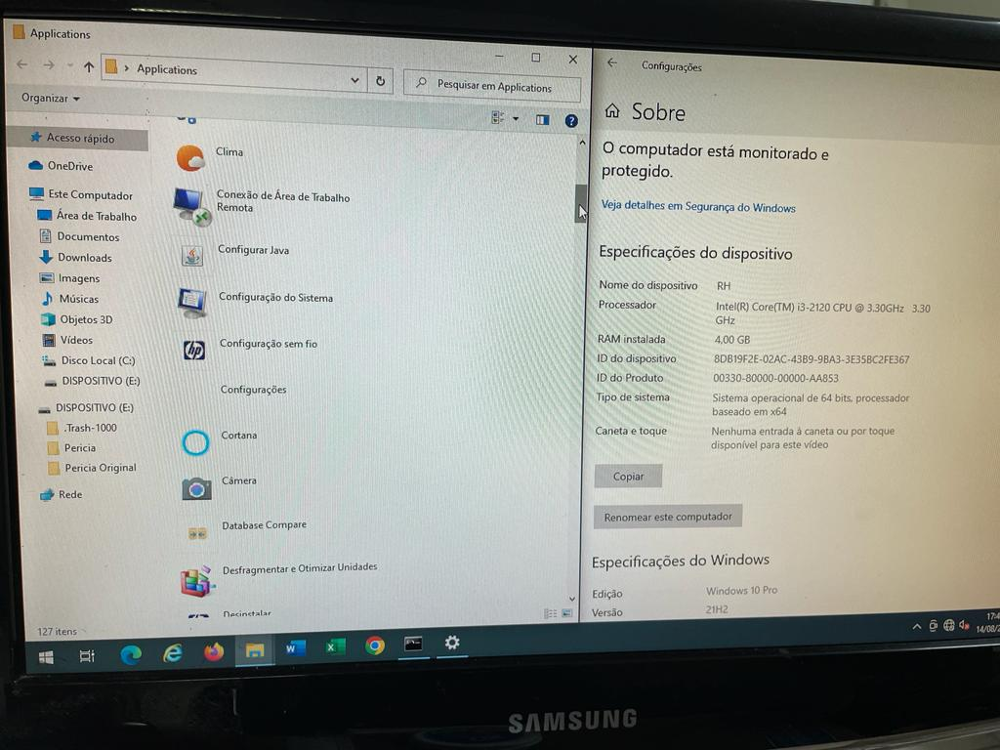 Applications
Applications
Pesquisar em Applications
Organizar
Acesso rápido
OneDrive
Este Computador
Área de Trabalho
Documentos
Downloads
Imagens
Músicas
Objetos 3D
Vídeos
Disco Local (C:)
DISPOSITIVO (E:)
DISPOSITIVO (E:)
.Trash-1000
Pericia
Pericia Original
Rede
Clima
Conexão de Área de Trabalho
Remota
Configurar Java
Configuração do Sistema
hp
Configuração sem fio
Configurações
Cortana
Câmera
Database Compare
Desfragmentar e Otimizar Unidades
Desinstalar
127 itens
Configurações
Sobre
O computador está monitorado e
protegido.
Veja detalhes em Segurança do Windows
Especificações do dispositivo
Nome do dispositivo RH
Processador Intel(R) Core(TM) i3-2120 CPU @ 3.30GHz 3.30
GHz
RAM instalada 4,00 GB
ID do dispositivo 8DB19F2E-02AC-43B9-9BA3-3E35BC2FE367
ID do Produto 00330-80000-00000-AA853
Tipo de sistema Sistema operacional de 64 bits, processador
baseado em x64
Caneta e toque Nenhuma entrada à caneta ou por toque
disponível para este vídeo
Copiar
Renomear este computador
Especificações do Windows
Edição Windows 10 Pro
Versão 21H2
17:4
14/08/2
SAMSUNG